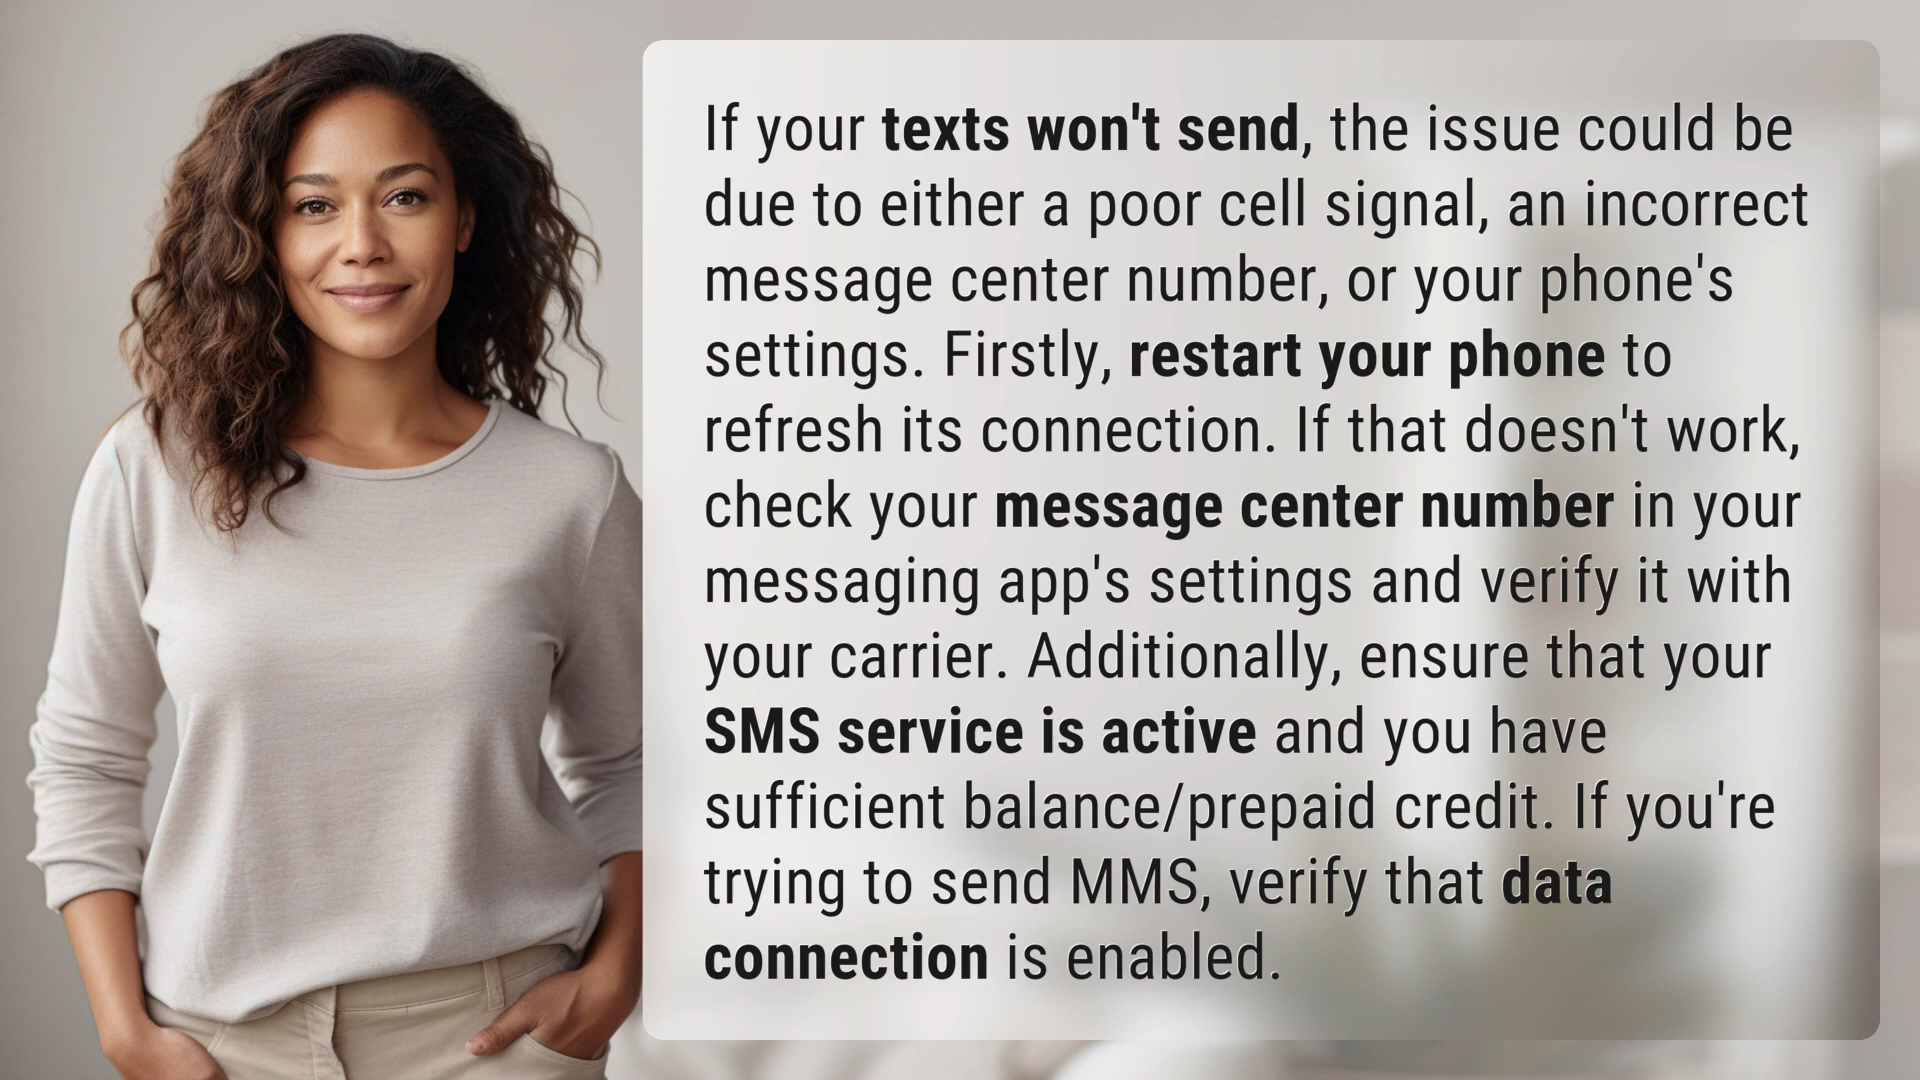 If your texts won't send, the issue could be
due to either a poor cell signal, an incorrect
message center number, or your phone's
settings. Firstly, restart your phone to
refresh its connection. If that doesn't work,
check your message center number in your
messaging app's settings and verify it with
your carrier. Additionally, ensure that your
SMS service is active and you have
sufficient balance/prepaid credit. If you're
trying to send MMS, verify that data
connection is enabled.